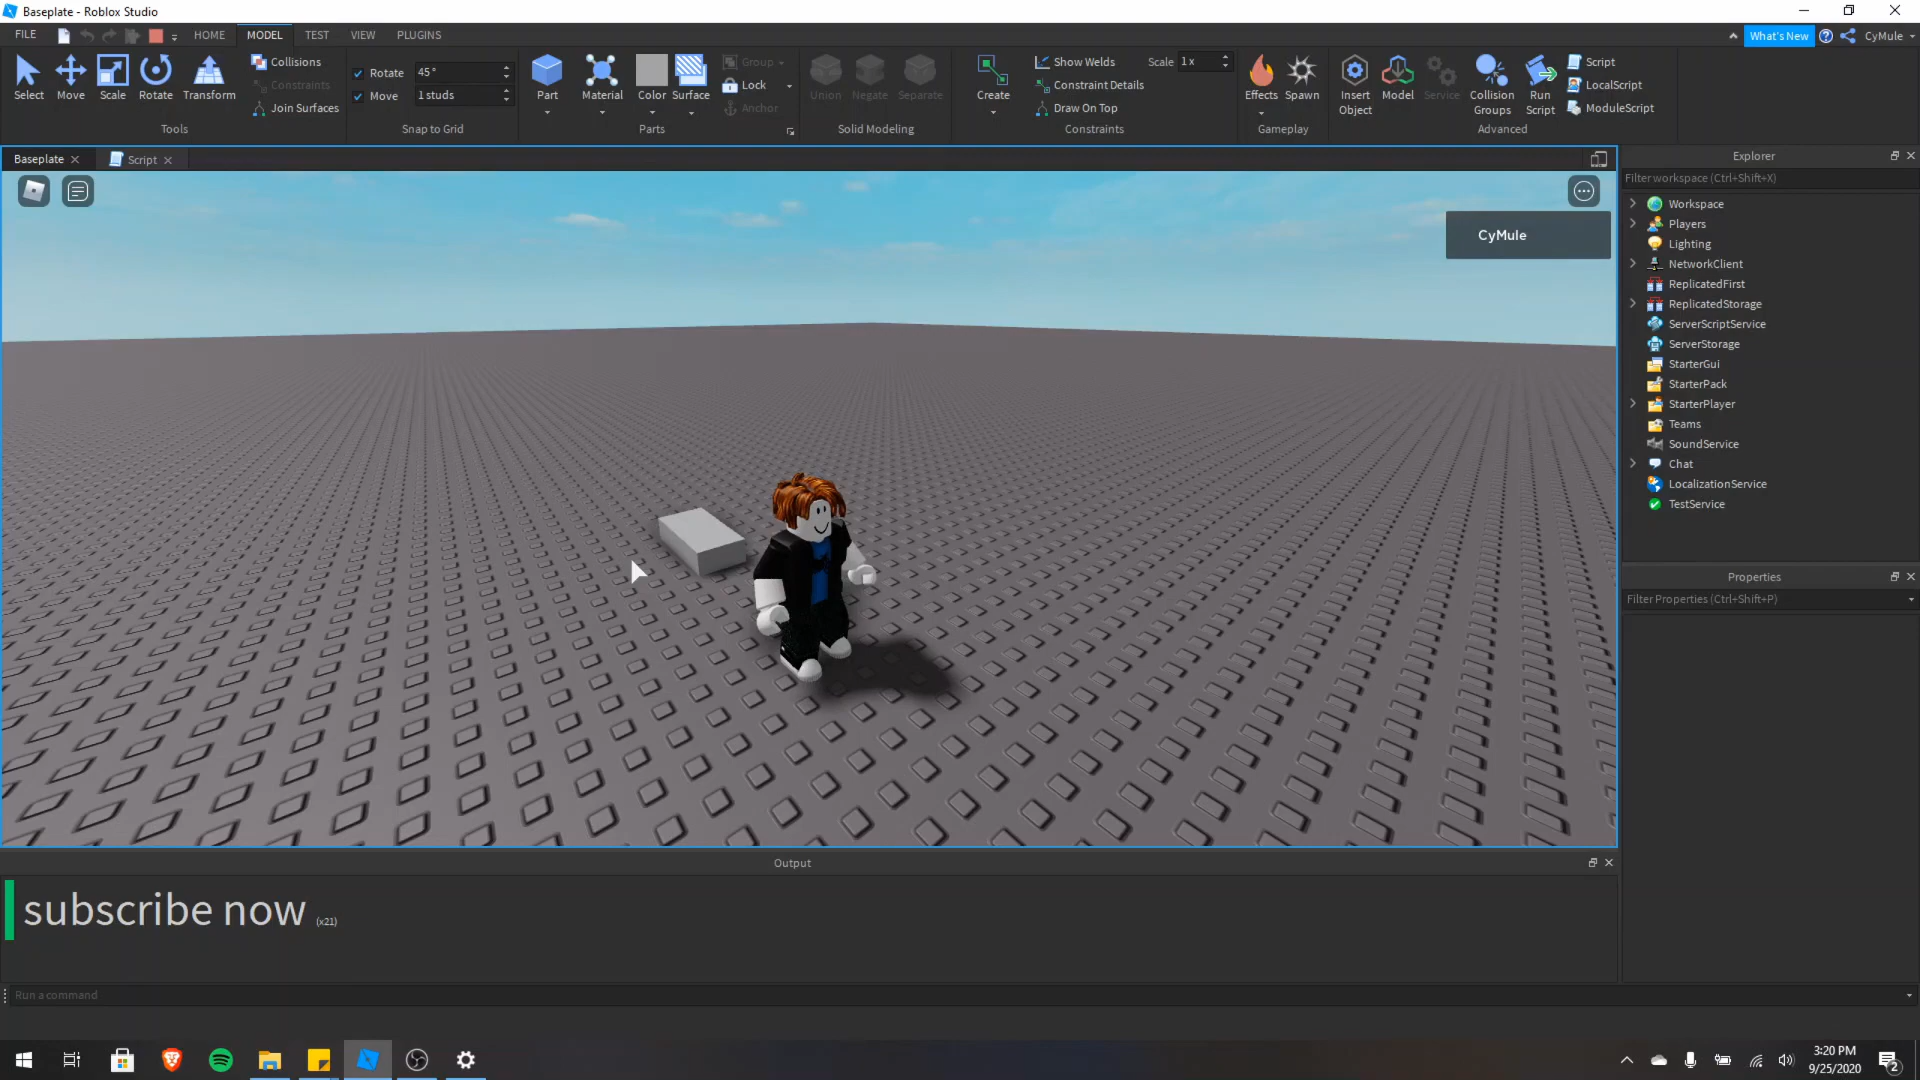 Baseplate - Roblox Studio
FILE
HOME
MODEL
TEST
VIEW
PLUGINS
What's New
CyMule
Select
Move
Scale
Rotate
Transform
Collisions
Constraints
Join Surfaces
Tools
Rotate
45°
Move
1 studs
Snap to Grid
Part
Material
Color
Surface
Group
Lock
Anchor
Parts
Union
Negate
Separate
Solid Modeling
Create
Show Welds
Scale
1x
Constraint Details
Draw On Top
Constraints
Effects
Spawn
Gameplay
Insert
Object
Model
Service
Collision
Groups
Run
Script
Script
LocalScript
ModuleScript
Advanced
Baseplate
Script
CyMule
Explorer
Filter workspace (Ctrl+Shift+X)
Workspace
Players
Lighting
NetworkClient
ReplicatedFirst
ReplicatedStorage
ServerScriptService
ServerStorage
StarterGui
StarterPack
StarterPlayer
Teams
SoundService
Chat
LocalizationService
TestService
Properties
Filter Properties (Ctrl+Shift+P)
Output
subscribe now (x21)
Run a command
3:20 PM
9/25/2020
2